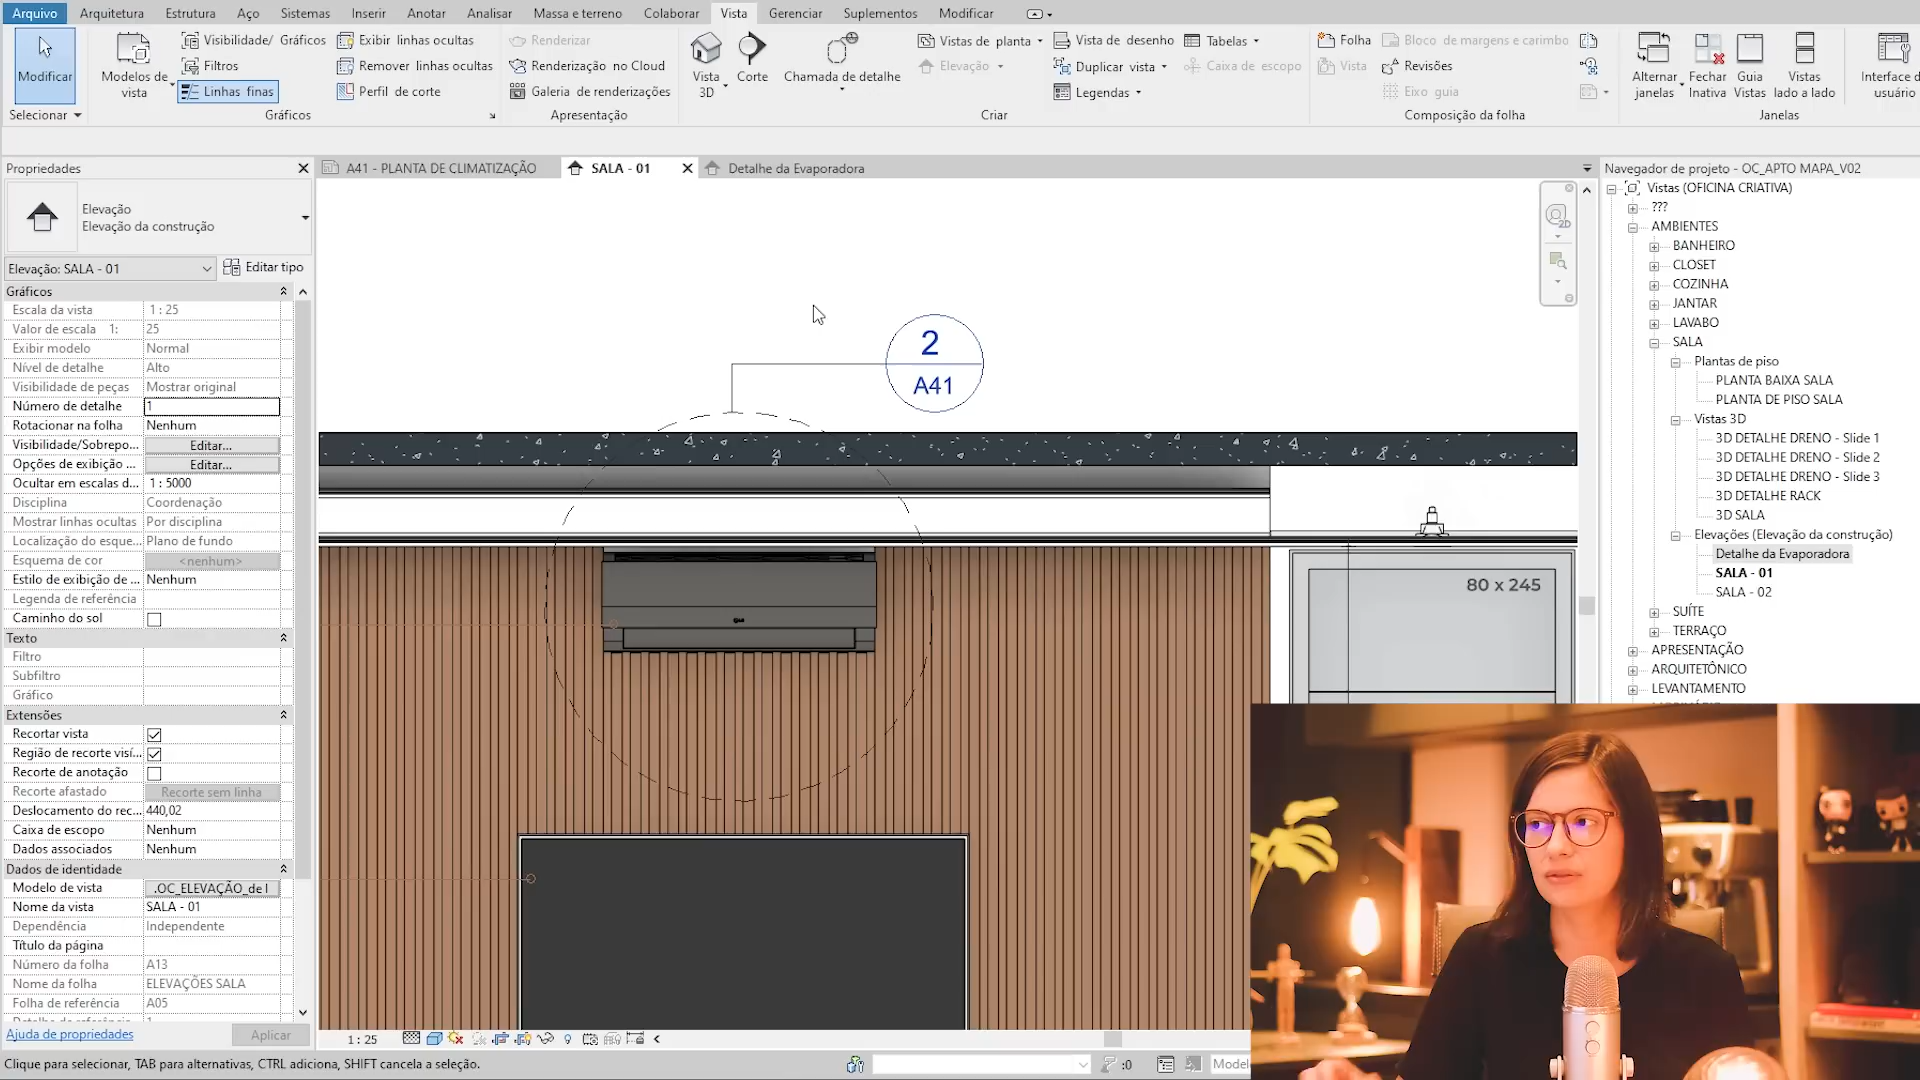 Arquivo Arquitetura Estrutura Aço Sistemas Inserir Anotar Analisar Massa e terreno Colaborar Vista Gerenciar Suplementos Modificar
Modificar
Selecionar
Modelos de vista
Visibilidade/ Gráficos
Filtros
Linhas finas
Exibir linhas ocultas
Remover linhas ocultas
Perfil de corte
Gráficos
Renderizar
Renderização no Cloud
Galeria de renderizações
Apresentação
Vista 3D
Corte
Chamada de detalhe
Vistas de planta
Elevação
Vista de desenho
Duplicar vista
Legendas
Tabelas
Caixa de escopo
Criar
Folha
Vista
Bloco de margens e carimbo
Revisões
Eixo guia
Composição da folha
Alternar janelas
Fechar Inativa
Guia Vistas
Vistas lado a lado
Janelas
Interface do usuário
Propriedades
Elevação
Elevação da construção
Elevação: SALA - 01
Editar tipo
Gráficos
Escala da vista 1 : 25
Valor de escala 1: 25
Exibir modelo Normal
Nível de detalhe Alto
Visibilidade de peças Mostrar original
Número de detalhe 1
Rotacionar na folha Nenhum
Visibilidade/Sobrepo... Editar...
Opções de exibição ... Editar...
Ocultar em escalas d... 1 : 5000
Disciplina Coordenação
Mostrar linhas ocultas Por disciplina
Localização do esque... Plano de fundo
Esquema de cor <nenhum>
Estilo de exibição de ... Nenhum
Legenda de referência
Caminho do sol
Texto
Filtro
Subfiltro
Gráfico
Extensões
Recortar vista
Região de recorte visí...
Recorte de anotação
Recorte afastado Recorte sem linha
Deslocamento do rec... 440,02
Caixa de escopo Nenhum
Dados associados Nenhum
Dados de identidade
Modelo de vista .OC_ELEVAÇÃO_de I
Nome da vista SALA - 01
Dependência Independente
Título da página
Número da folha A13
Nome da folha ELEVAÇÕES SALA
Folha de referência A05
Ajuda de propriedades
Aplicar
A41 - PLANTA DE CLIMATIZAÇÃO
SALA - 01
Detalhe da Evaporadora
2D
2
A41
80 x 245
Navegador de projeto - OC_APTO MAPA_V02
Vistas (OFICINA CRIATIVA)
???
AMBIENTES
BANHEIRO
CLOSET
COZINHA
JANTAR
LAVABO
SALA
Plantas de piso
PLANTA BAIXA SALA
PLANTA DE PISO SALA
Vistas 3D
3D DETALHE DRENO - Slide 1
3D DETALHE DRENO - Slide 2
3D DETALHE DRENO - Slide 3
3D DETALHE RACK
3D SALA
Elevações (Elevação da construção)
Detalhe da Evaporadora
SALA - 01
SALA - 02
SUÍTE
TERRAÇO
APRESENTAÇÃO
ARQUITETÔNICO
LEVANTAMENTO
1 : 25
Clique para selecionar, TAB para alternativas, CTRL adiciona, SHIFT cancela a seleção.
:0
Model